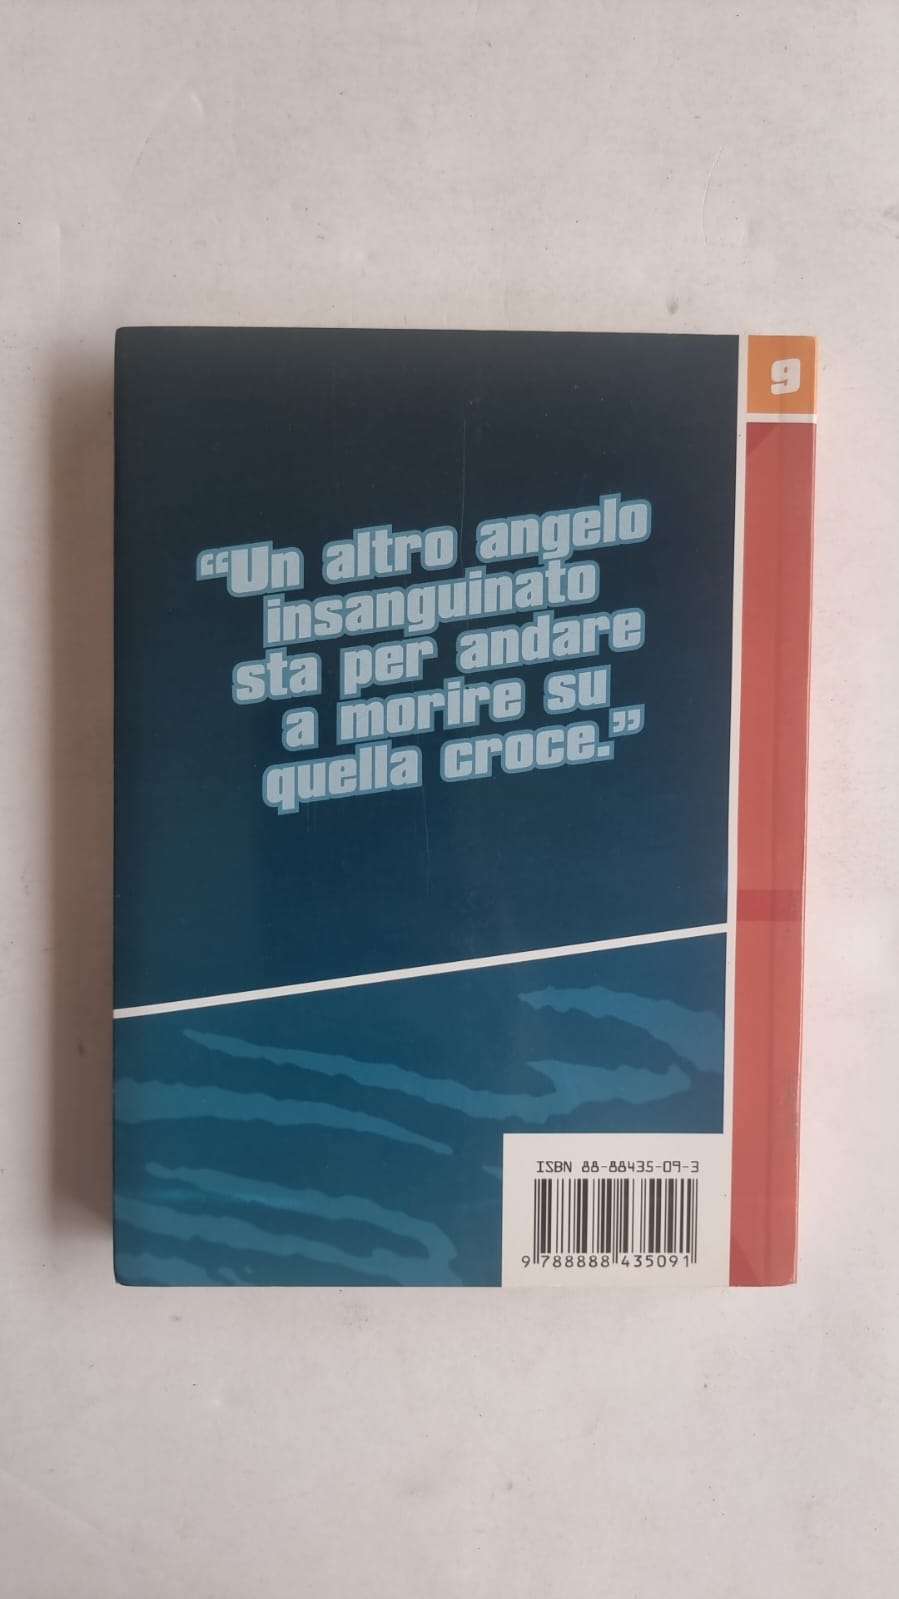 9
“Un altro angelo
insanguinato
sta per andare
a morire su
quella croce.”
ISBN 88-88435-09-3
9 788888 435091